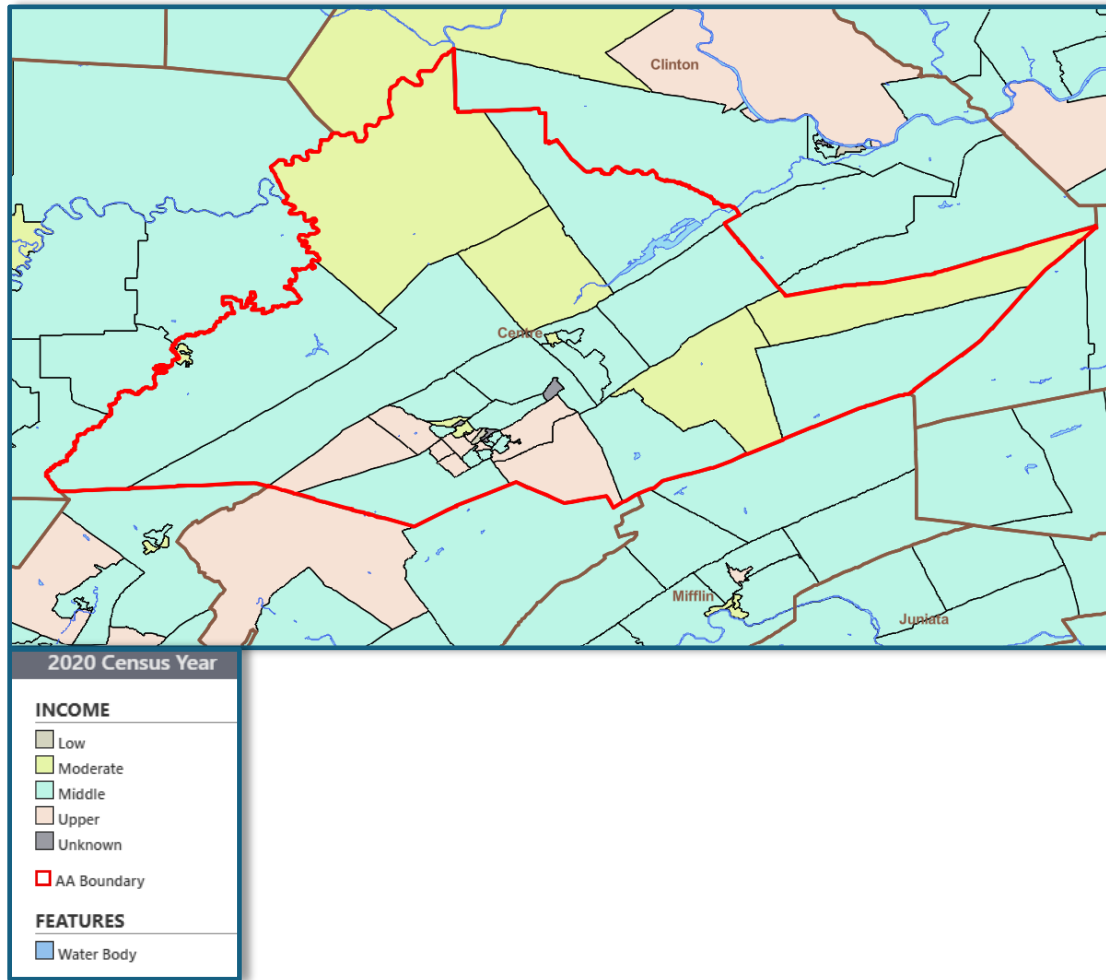 Clinton
Centre
Mifflin
Juniata
2020 Census Year
INCOME
Low
Moderate
Middle
Upper
Unknown
AA Boundary
FEATURES
Water Body